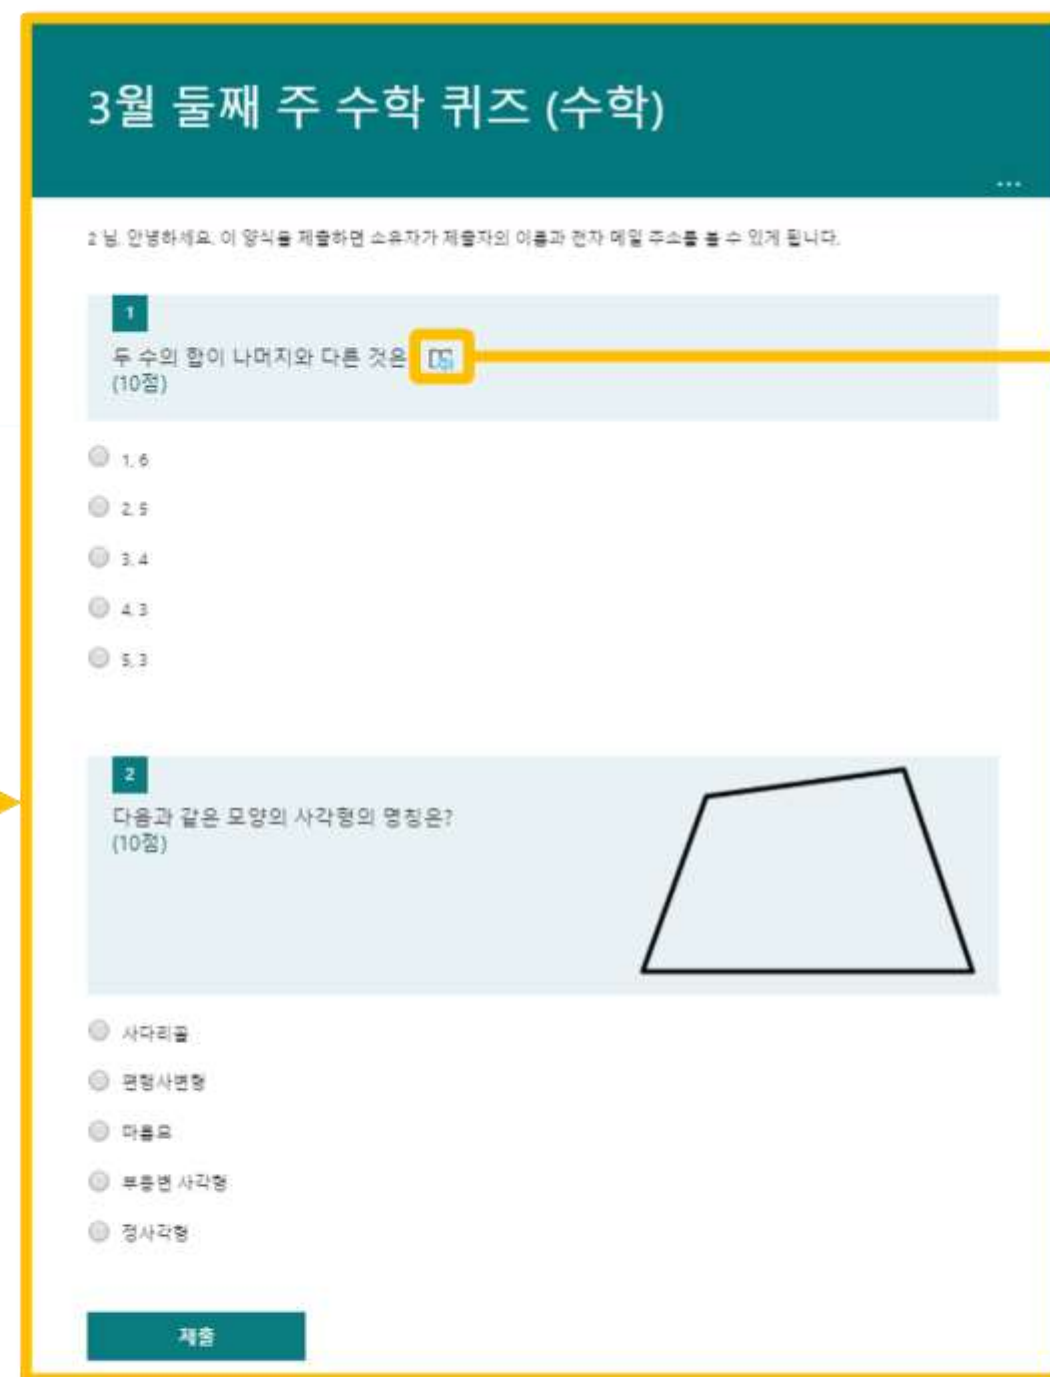 3월 둘째 주 수학 퀴즈 (수학)
...
2 님, 안녕하세요. 이 양식을 제출하면 소유자가 제출자의 이름과 전자 메일 주소를 볼 수 있게 됩니다.
1
두 수의 합이 나머지와 다른 것은
(10점)
1, 6
2, 5
3, 4
4, 3
5, 3
2
다음과 같은 모양의 사각형의 명칭은?
(10점)
사다리꼴
평형사변형
마름모
부등변 사각형
정사각형
제출